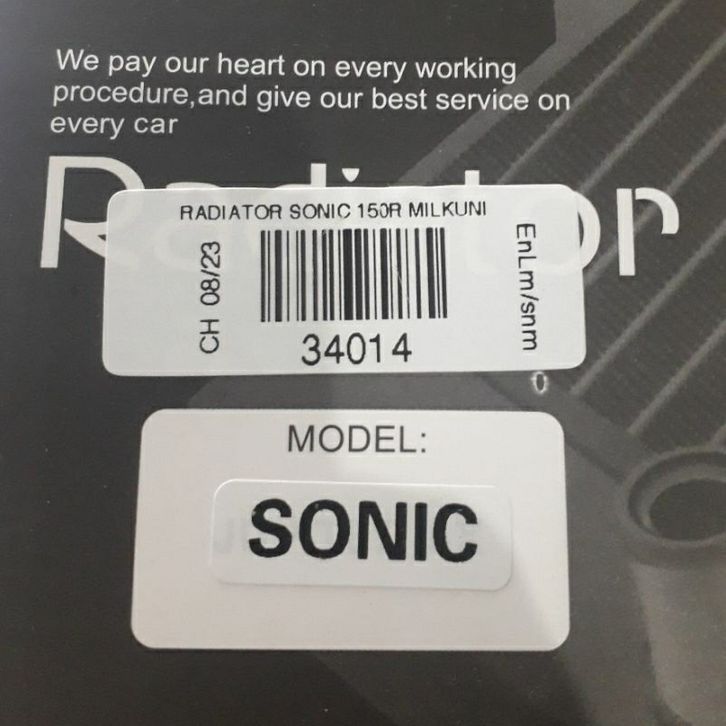 We pay our heart on every working
procedure,and give our best service on
every car
Radiator
RADIATOR SONIC 150R MILKUNI
CH 08/23
EnLm/snm
34014
MODEL:
SONIC